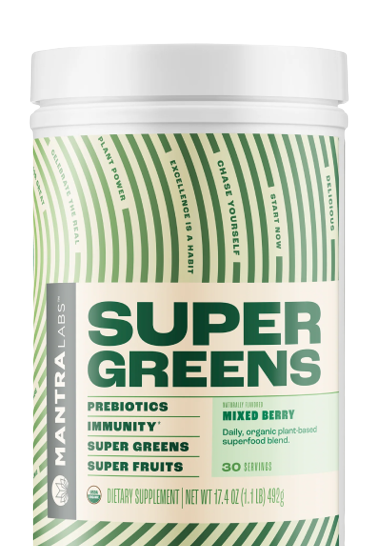 CELEBRATE THE REAL
PLANT POWER
EXCELLENCE IS A HABIT
CHASE YOURSELF
START NOW
DELICIOUS
MANTRA LABS™
SUPER
GREENS
PREBIOTICS
IMMUNITY*
SUPER GREENS
SUPER FRUITS
NATURALLY FLAVORED
MIXED BERRY
Daily, organic plant-based
superfood blend.
30 SERVINGS
DIETARY SUPPLEMENT | NET WT 17.4 OZ (1.1 LB) 492g